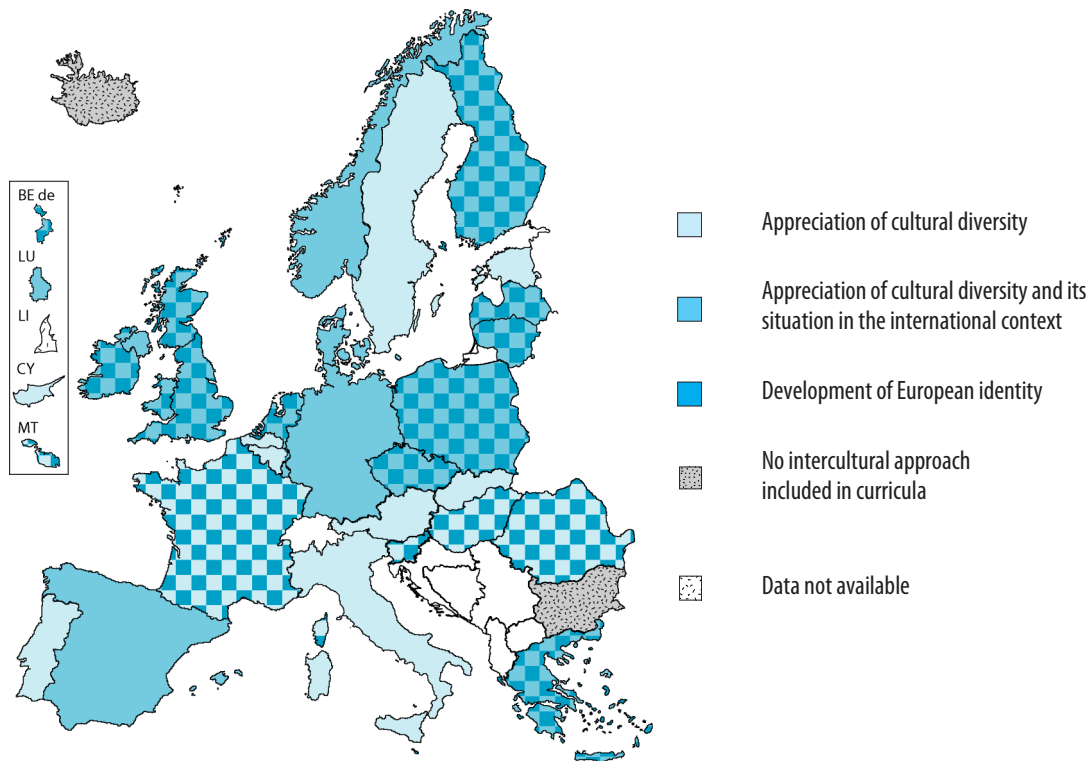 BE de
LU
LI
CY
MT
Appreciation of cultural diversity
Appreciation of cultural diversity and its
situation in the international context
Development of European identity
No intercultural approach
included in curricula
Data not available